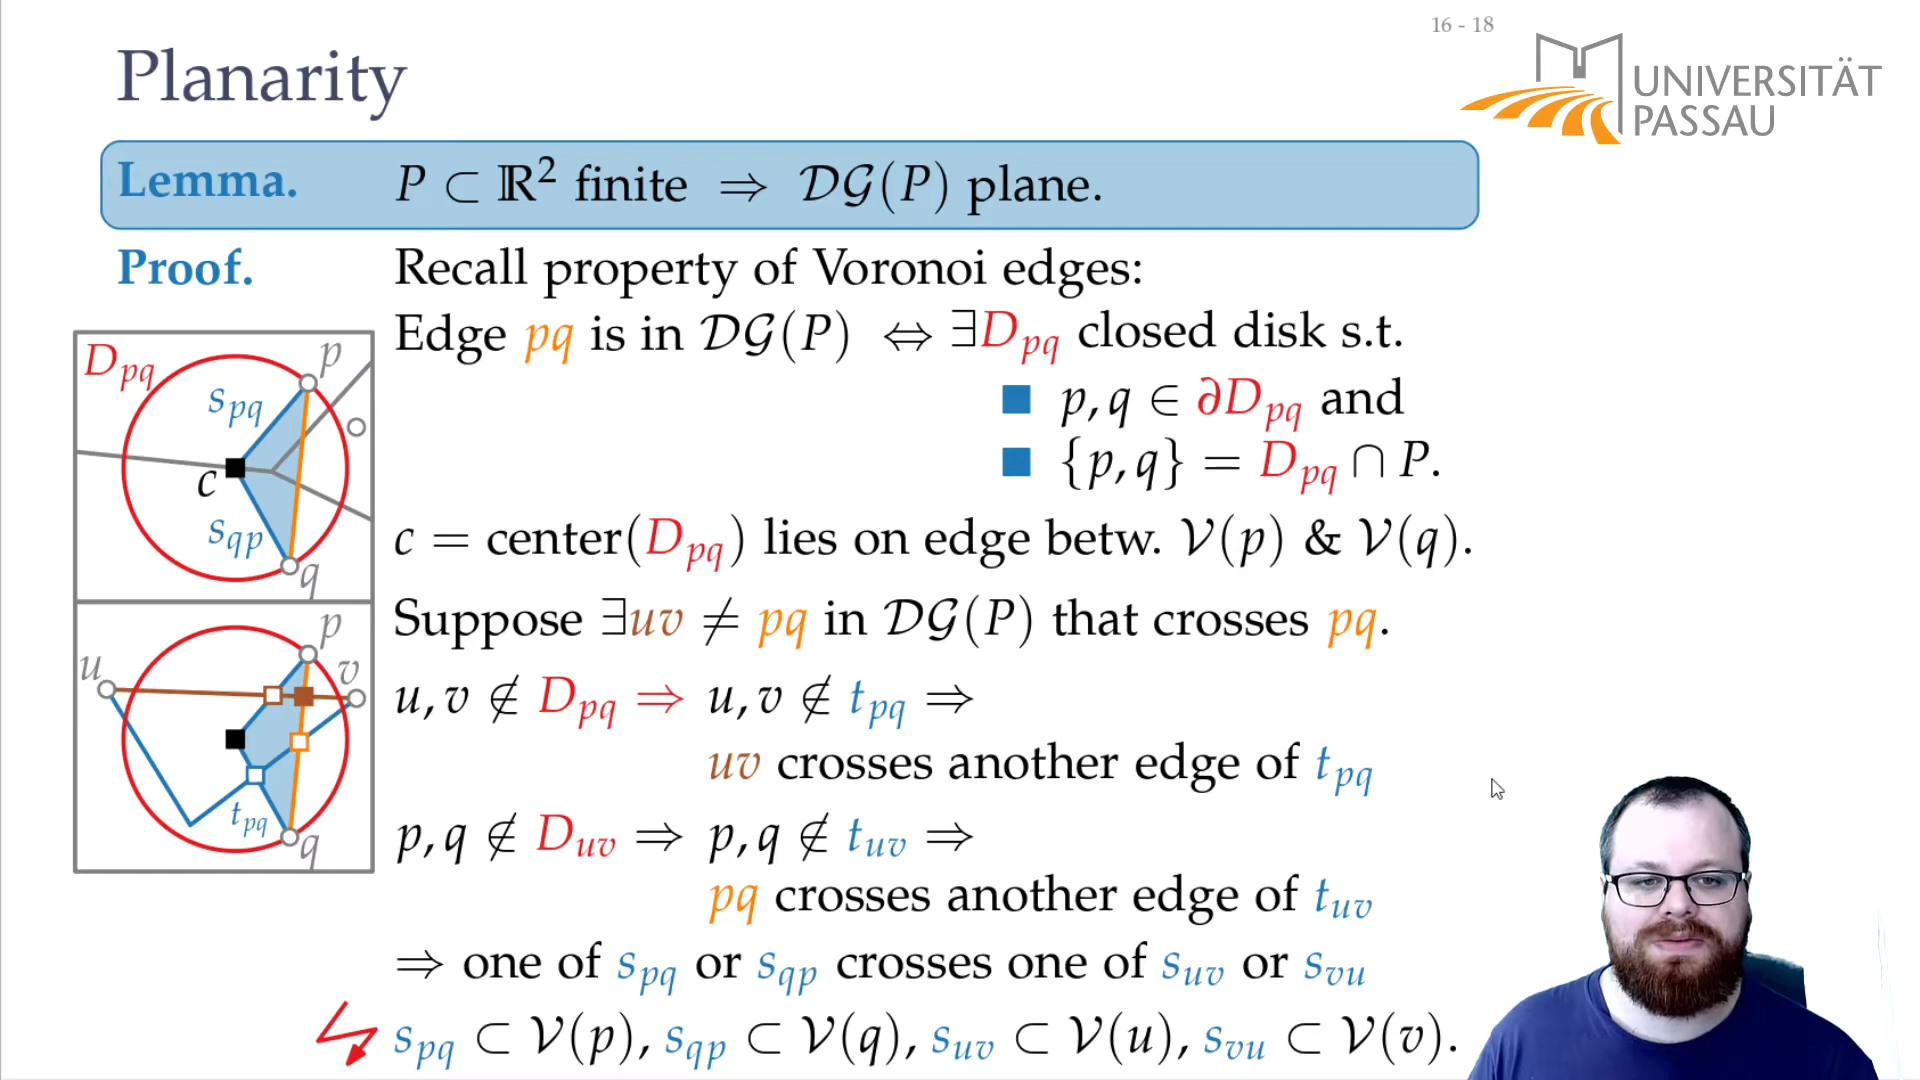 16 - 18
Planarity
UNIVERSITÄT
PASSAU
Lemma. P ⊂ ℝ² finite ⇒ 𝒟𝒢(P) plane.
Proof. Recall property of Voronoi edges:
Edge pq is in 𝒟𝒢(P) ⇔ ∃D_pq closed disk s.t.
■ p, q ∈ ∂D_pq and
■ {p, q} = D_pq ∩ P.
c = center(D_pq) lies on edge betw. 𝒱(p) & 𝒱(q).
Suppose ∃uv ≠ pq in 𝒟𝒢(P) that crosses pq.
u, v ∉ D_pq ⇒ u, v ∉ t_pq ⇒
uv crosses another edge of t_pq
p, q ∉ D_uv ⇒ p, q ∉ t_uv ⇒
pq crosses another edge of t_uv
⇒ one of s_pq or s_qp crosses one of s_uv or s_vu
s_pq ⊂ 𝒱(p), s_qp ⊂ 𝒱(q), s_uv ⊂ 𝒱(u), s_vu ⊂ 𝒱(v).
D_pq
p
s_pq
c
s_qp
q
p
u
v
t_pq
q